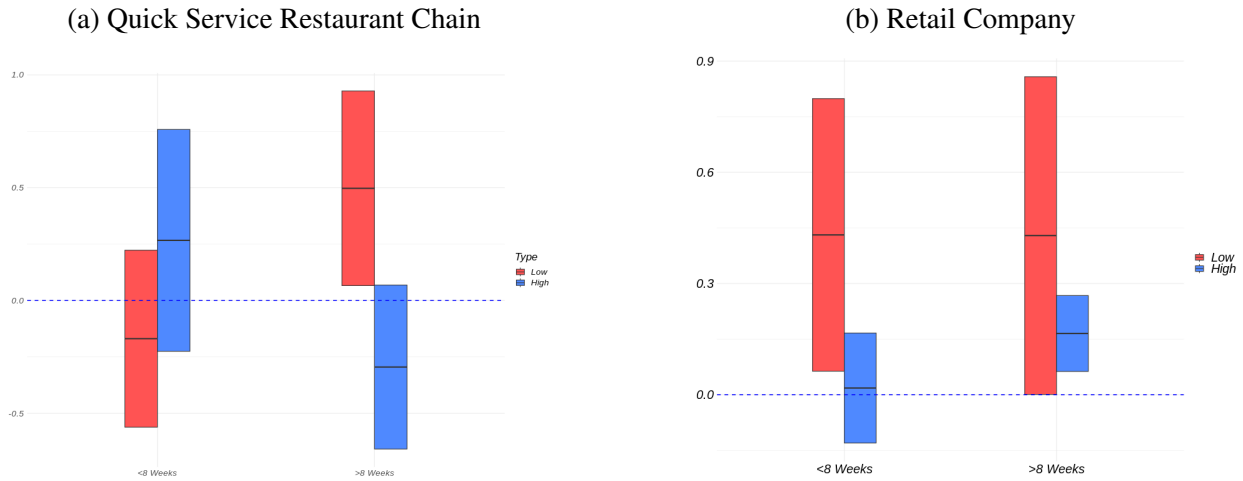 (a) Quick Service Restaurant Chain
1.0
0.5
0.0
-0.5
<8 Weeks
>8 Weeks
Type
Low
High
(b) Retail Company
0.9
0.6
0.3
0.0
<8 Weeks
>8 Weeks
Low
High